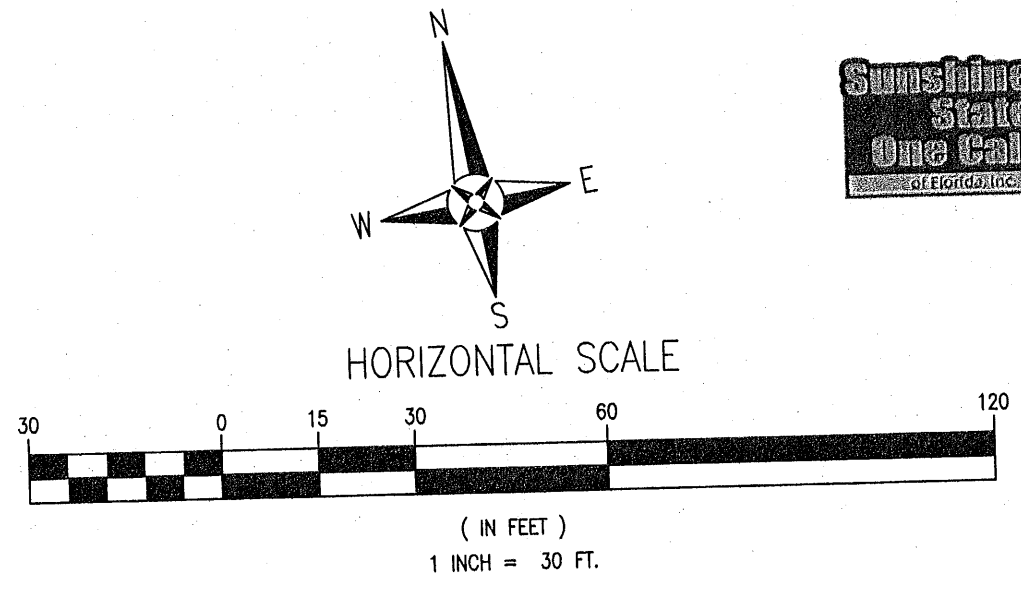 N
Sunshine
State
One Cal
of Florida, Inc.
E
W
S
HORIZONTAL SCALE
30 0 15 30 60 120
( IN FEET )
1 INCH = 30 FT.